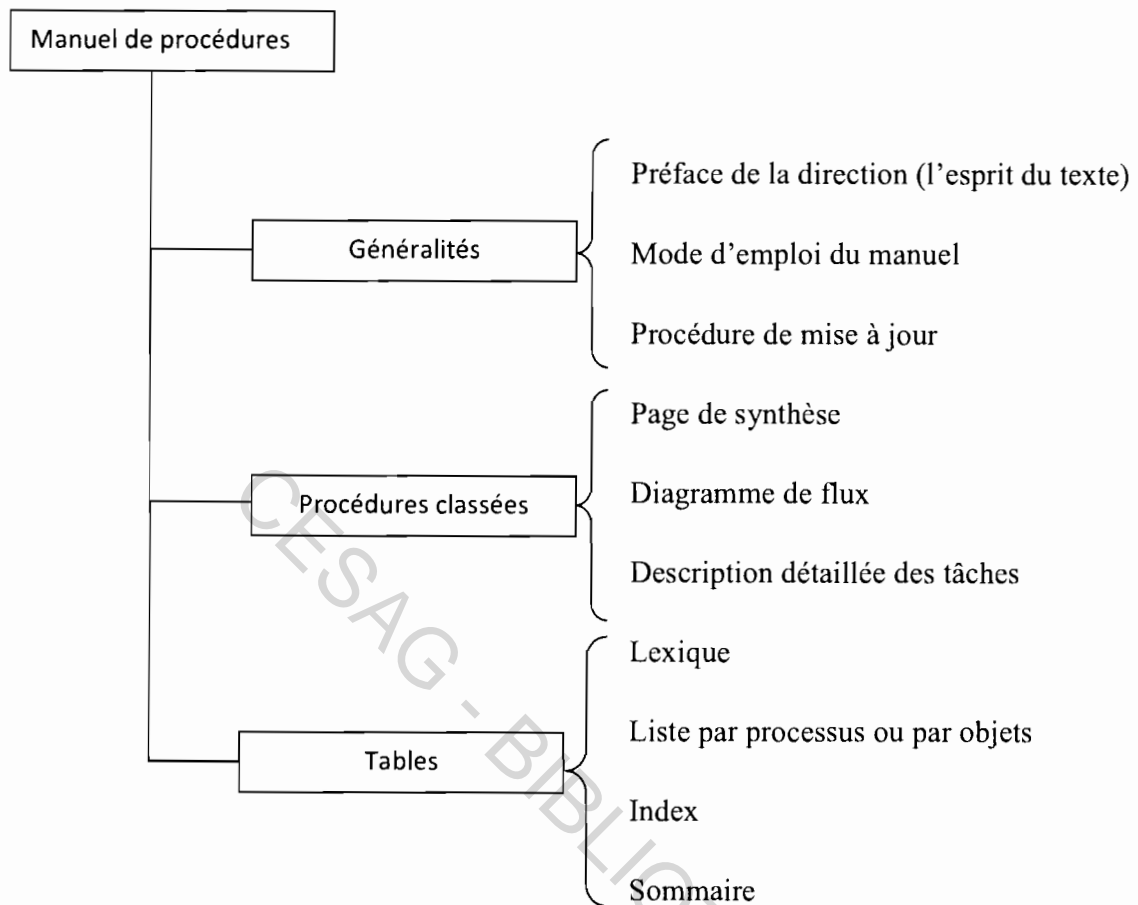 Manuel de procédures
Généralités
Préface de la direction (l'esprit du texte)
Mode d'emploi du manuel
Procédure de mise à jour
Procédures classées
Page de synthèse
Diagramme de flux
Description détaillée des tâches
Tables
Lexique
Liste par processus ou par objets
Index
Sommaire
CESAG - BIBLIO